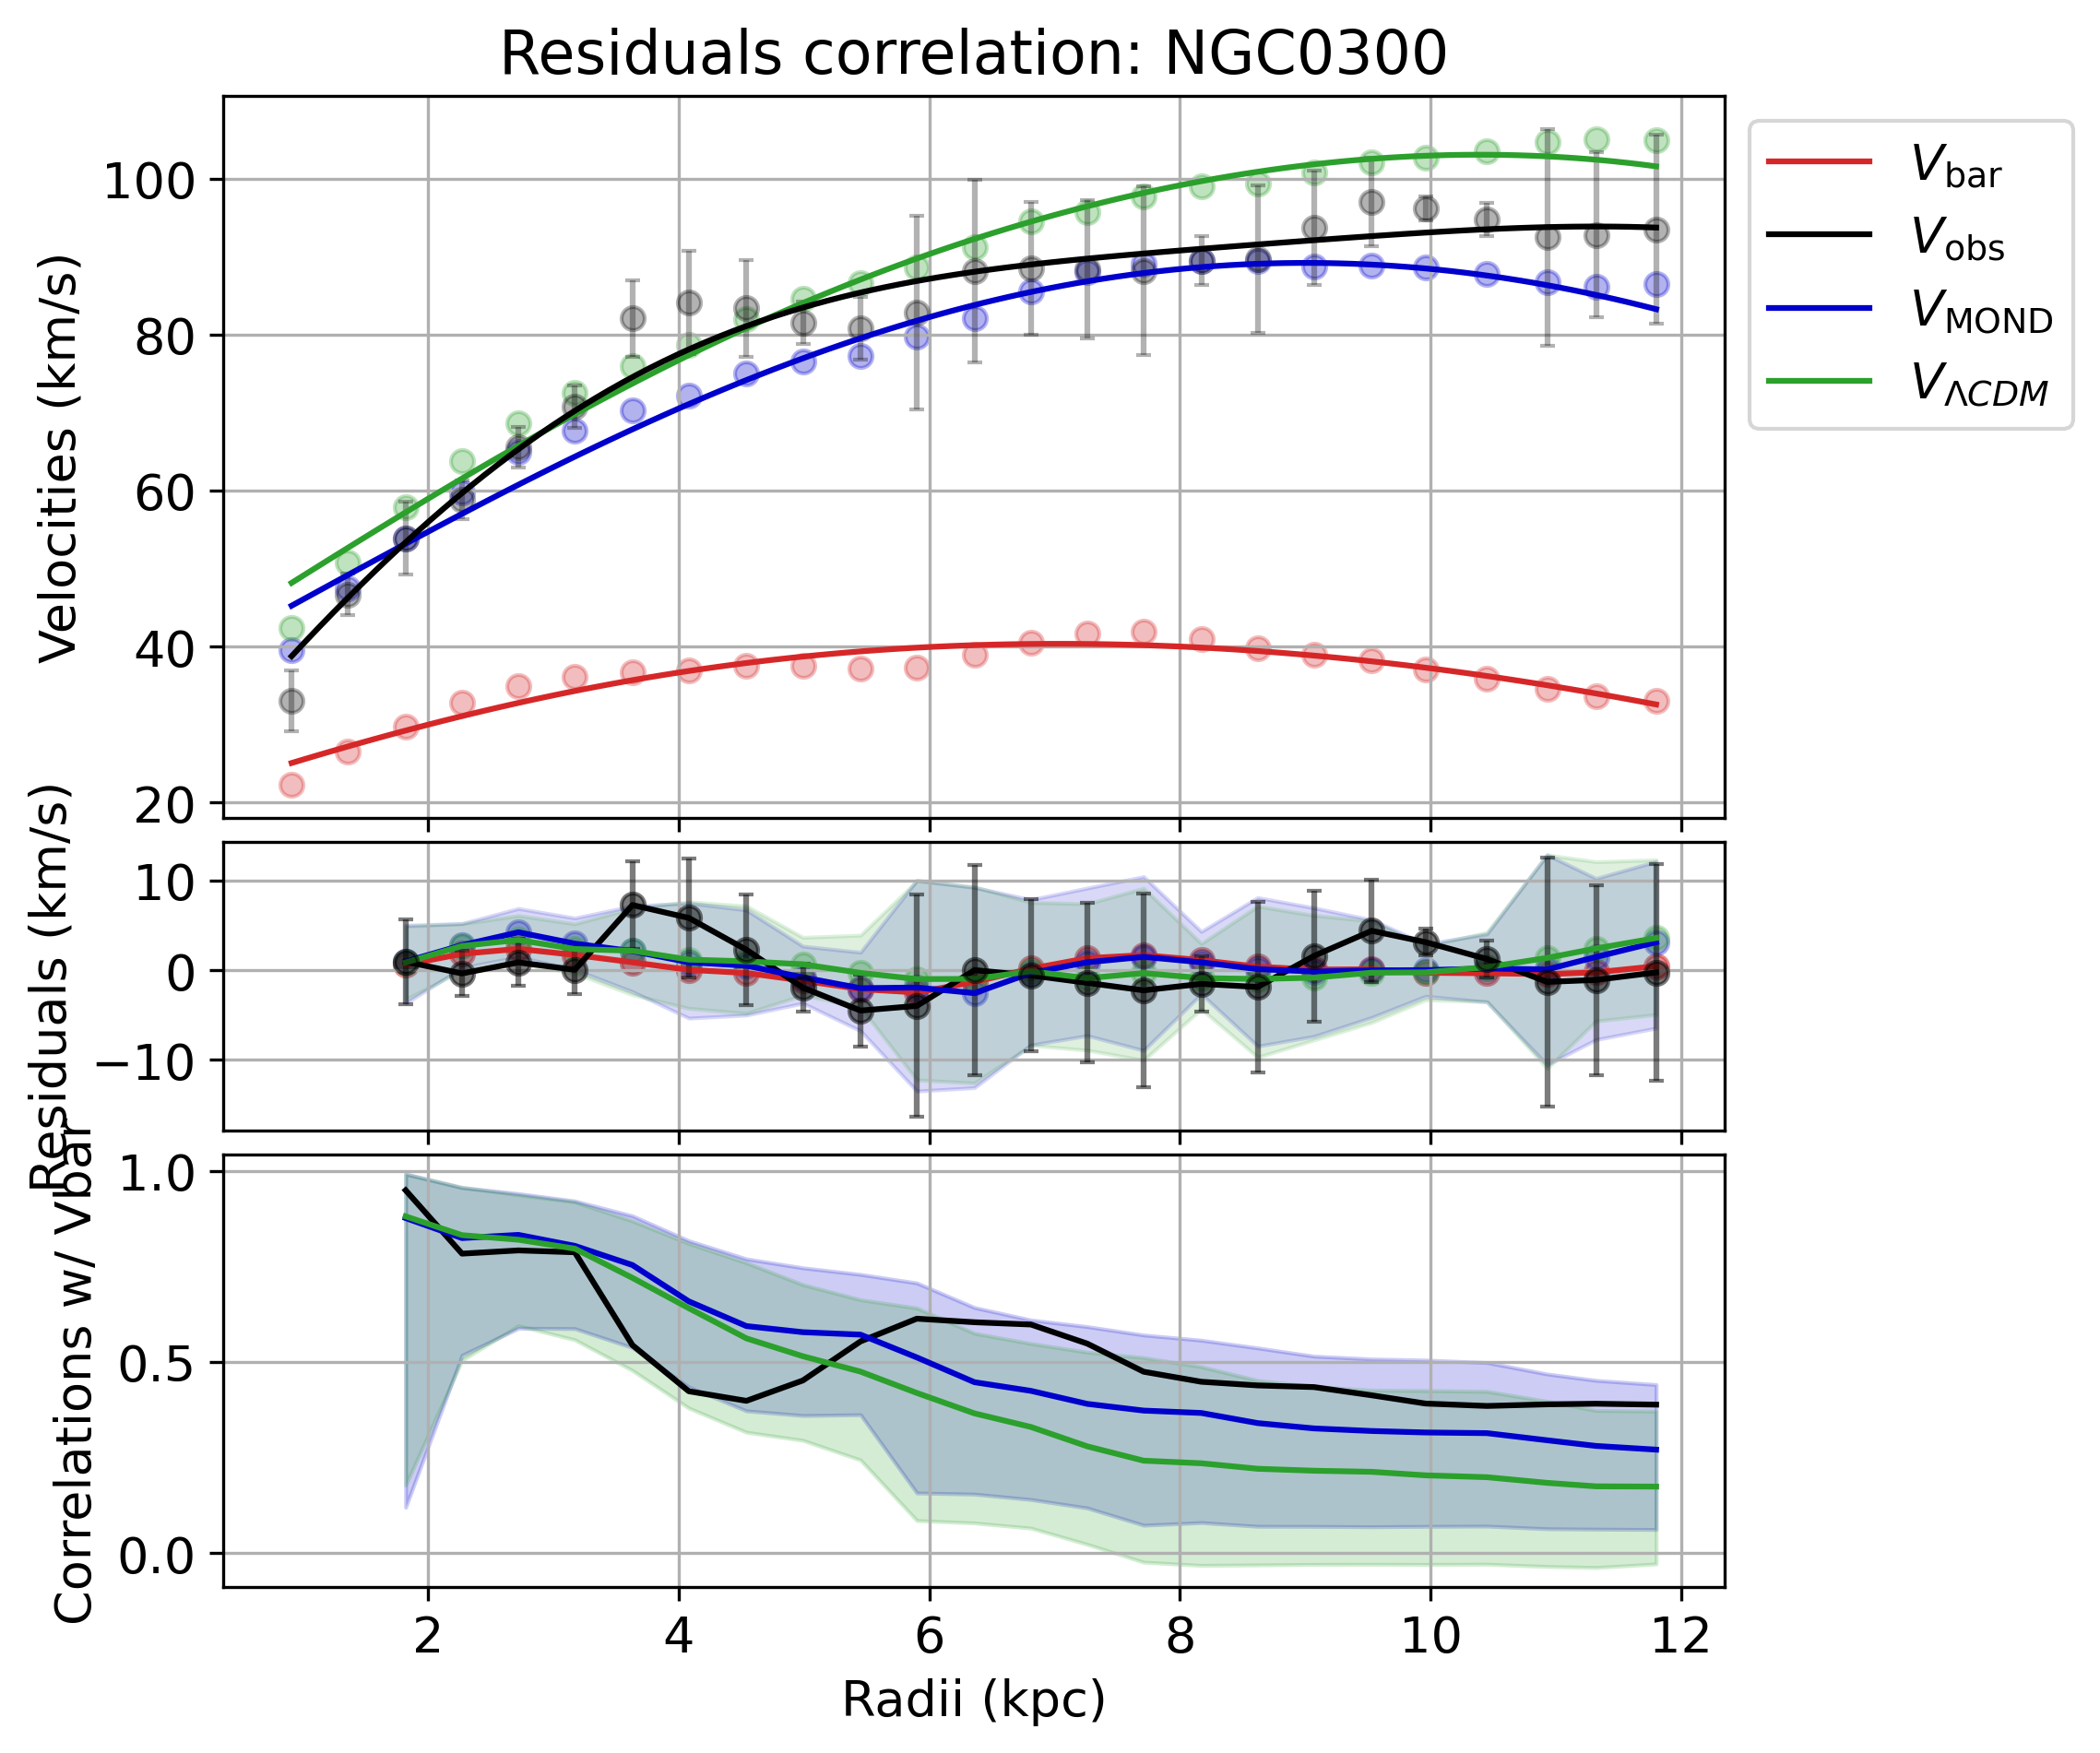 Residuals correlation: NGC0300
Velocities (km/s)
100
80
60
40
20
V_bar
V_obs
V_MOND
V_ΛCDM
Residuals (km/s)
10
0
−10
Correlations w/ Vbar
1.0
0.5
0.0
2 4 6 8 10 12
Radii (kpc)